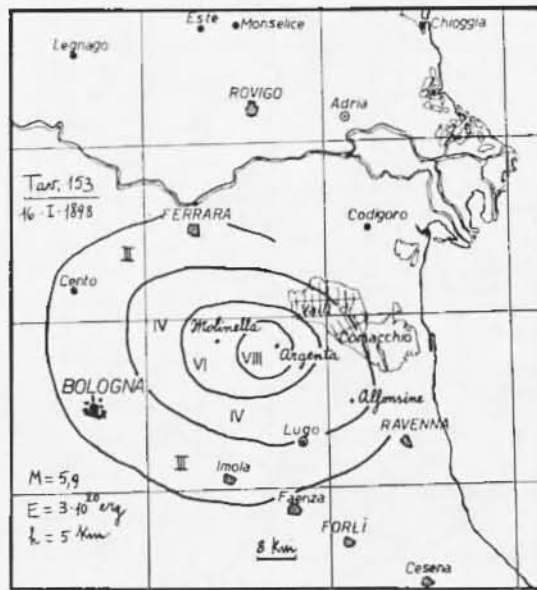 Este
Monselice
Chioggia
Legnago
ROVIGO
Adria
Tav. 153
16-I-1898
FERRARA
Codigoro
III
Cento
Valli di
Comacchio
IV
Molinella
VI
VIII
Argenta
BOLOGNA
IV
Alfonsine
Lugo
RAVENNA
III
Imola
M = 5,9
E = 3·10²⁰ erg
h = 5 Km
Faenza
FORLÌ
8 Km
Cesena